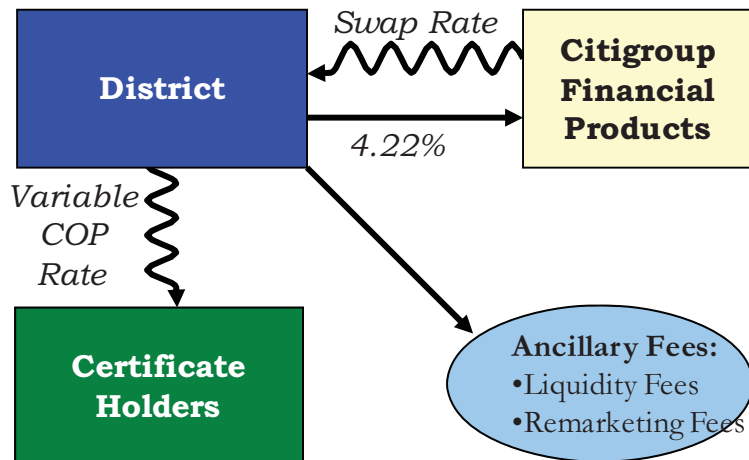 Swap Rate
District
Citigroup
Financial
Products
4.22%
Variable
COP
Rate
Certificate
Holders
Ancillary Fees:
•Liquidity Fees
•Remarketing Fees